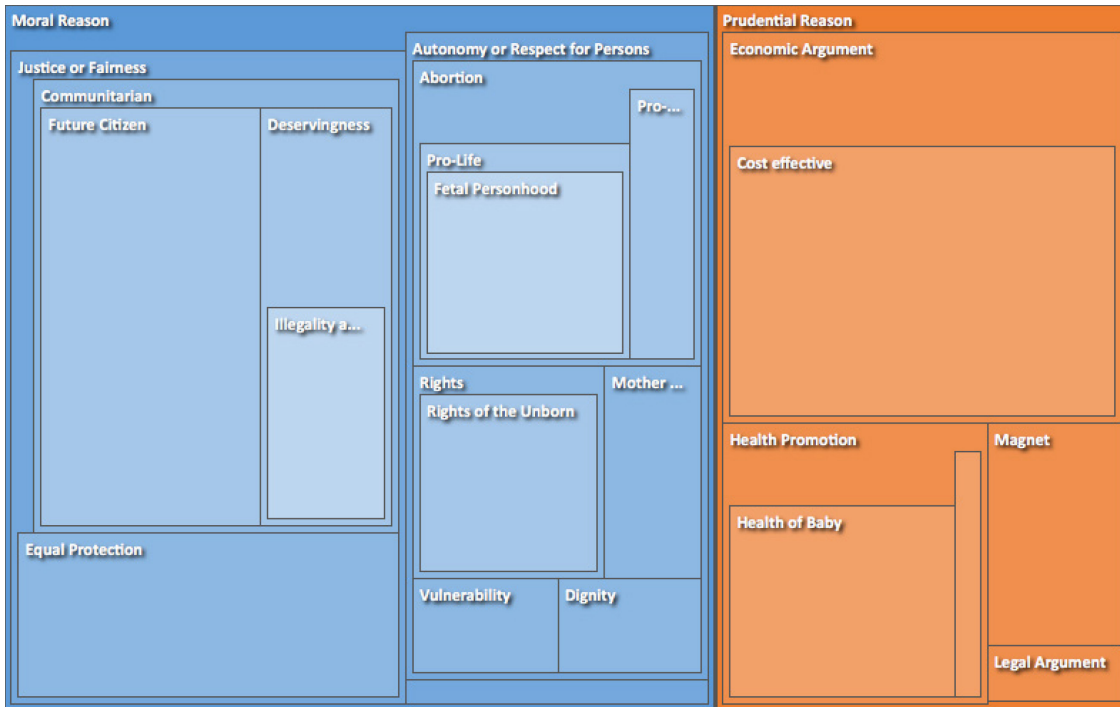 Moral Reason
Justice or Fairness
Communitarian
Future Citizen
Deservingness
Illegality a...
Equal Protection
Autonomy or Respect for Persons
Abortion
Pro-...
Pro-Life
Fetal Personhood
Rights
Rights of the Unborn
Mother ...
Vulnerability
Dignity
Prudential Reason
Economic Argument
Cost effective
Health Promotion
Health of Baby
Magnet
Legal Argument